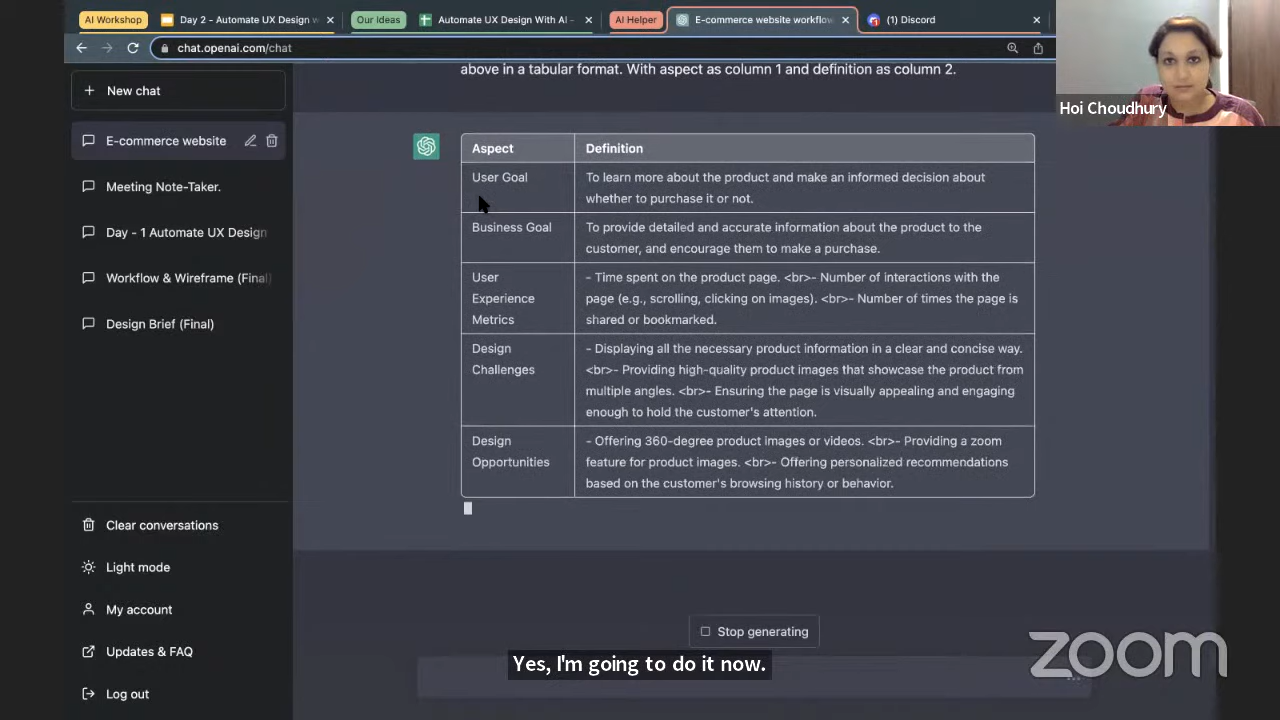 AI Workshop
Day 2 - Automate UX Design w
Our Ideas
Automate UX Design With AI -
AI Helper
E-commerce website workflow
(1) Discord
chat.openai.com/chat
Hoi Choudhury
New chat
E-commerce website
Meeting Note-Taker.
Day - 1 Automate UX Design
Workflow & Wireframe (Final)
Design Brief (Final)
Clear conversations
Light mode
My account
Updates & FAQ
Log out
above in a tabular format. With aspect as column 1 and definition as column 2.
Aspect Definition
User Goal To learn more about the product and make an informed decision about
whether to purchase it or not.
Business Goal To provide detailed and accurate information about the product to the
customer, and encourage them to make a purchase.
User - Time spent on the product page. <br>- Number of interactions with the
Experience page (e.g., scrolling, clicking on images). <br>- Number of times the page is
Metrics shared or bookmarked.
Design - Displaying all the necessary product information in a clear and concise way.
Challenges <br>- Providing high-quality product images that showcase the product from
multiple angles. <br>- Ensuring the page is visually appealing and engaging
enough to hold the customer's attention.
Design - Offering 360-degree product images or videos. <br>- Providing a zoom
Opportunities feature for product images. <br>- Offering personalized recommendations
based on the customer's browsing history or behavior.
Stop generating
Yes, I'm going to do it now.
zoom